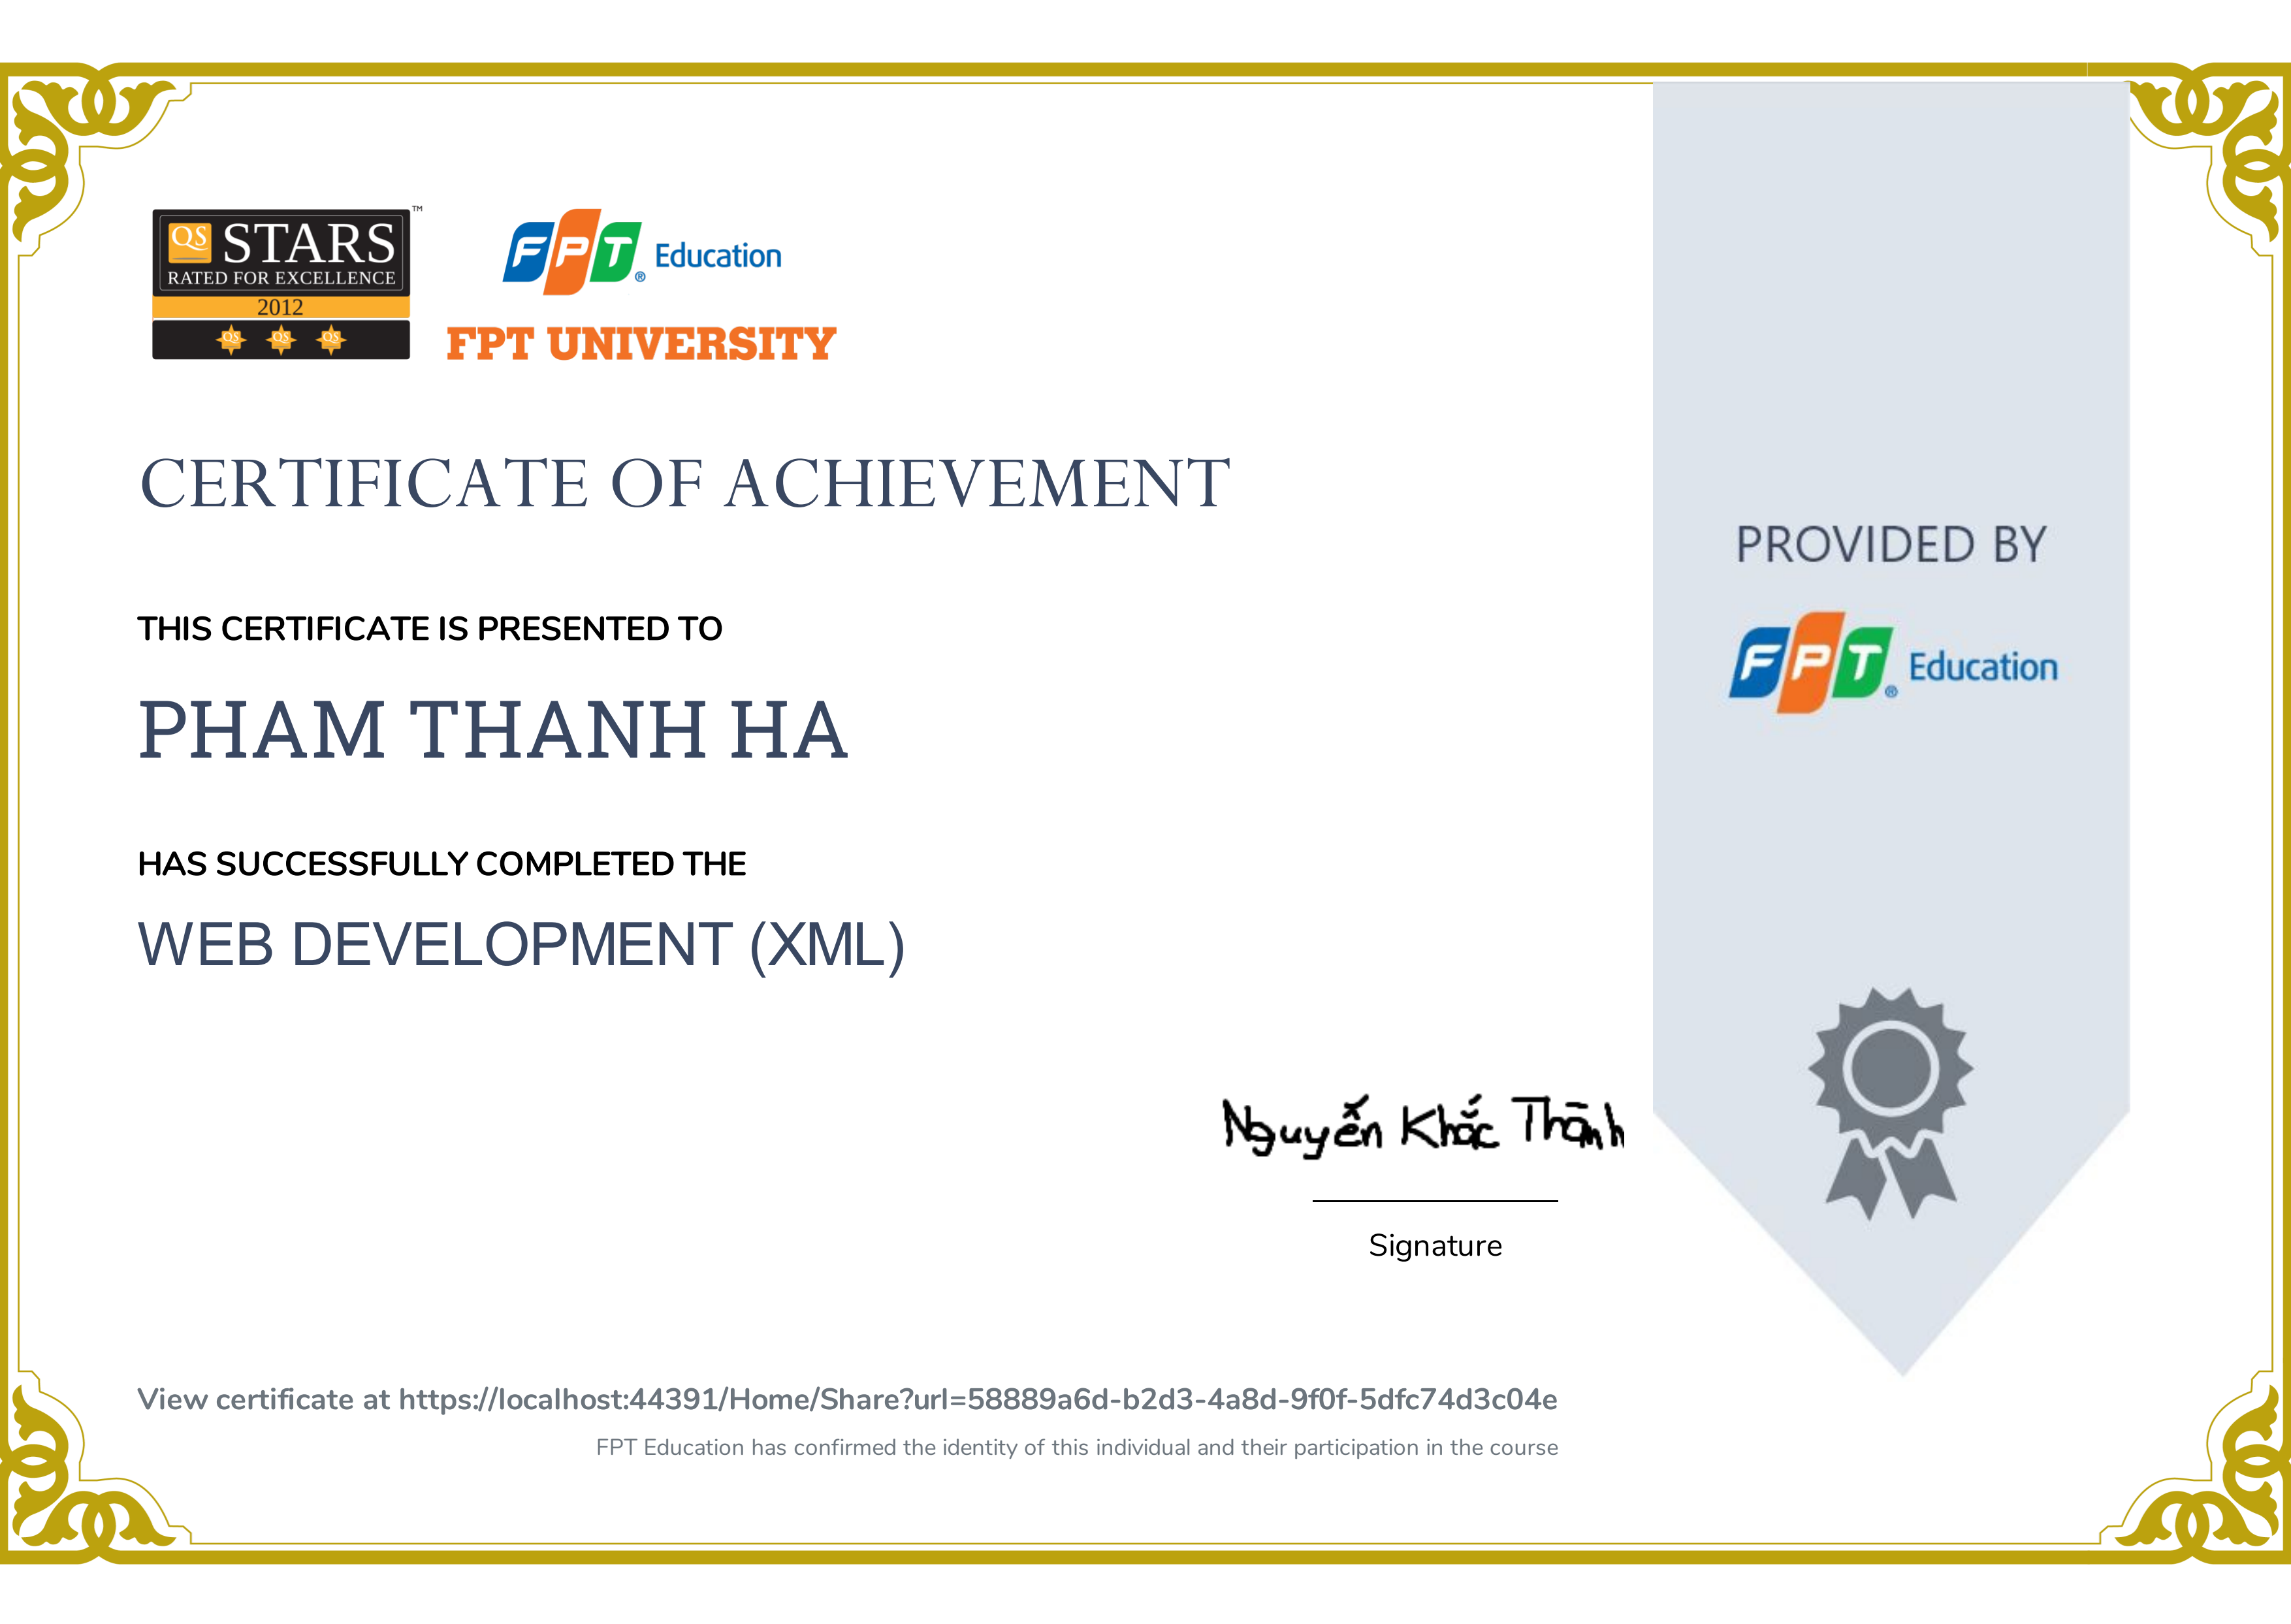 QS STARS ™
RATED FOR EXCELLENCE
2012
QS QS QS
FPT® Education
FPT UNIVERSITY
CERTIFICATE OF ACHIEVEMENT
THIS CERTIFICATE IS PRESENTED TO
PHAM THANH HA
HAS SUCCESSFULLY COMPLETED THE
WEB DEVELOPMENT (XML)
Nguyễn Khắc Thành
Signature
View certificate at https://localhost:44391/Home/Share?url=58889a6d-b2d3-4a8d-9f0f-5dfc74d3c04e
FPT Education has confirmed the identity of this individual and their participation in the course
PROVIDED BY
FPT® Education